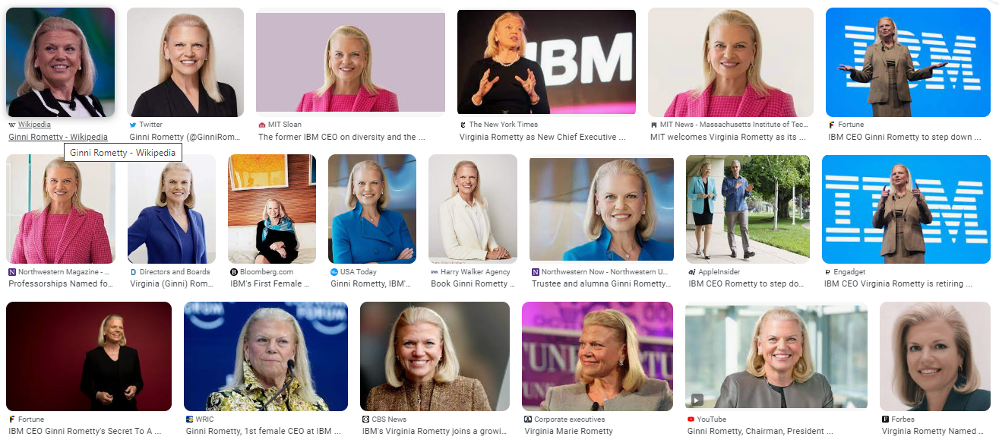 IBM
IBM
Wikipedia
Ginni Rometty - Wikipedia
Ginni Rometty - Wikipedia
Twitter
Ginni Rometty (@GinniRom...
MIT Sloan
The former IBM CEO on diversity and the ...
The New York Times
Virginia Rometty as New Chief Executive ...
MIT News - Massachusetts Institute of Tec...
MIT welcomes Virginia Rometty as its ...
Fortune
IBM CEO Ginni Rometty to step down ...
IBM
Northwestern Magazine - ...
Professorships Named fo...
Directors and Boards
Virginia (Ginni) Rom...
Bloomberg.com
IBM's First Female ...
USA Today
Ginni Rometty, IBM'...
Harry Walker Agency
Book Ginni Rometty ...
Northwestern Now - Northwestern U...
Trustee and alumna Ginni Rometty...
AppleInsider
IBM CEO Rometty to step do...
Engadget
IBM CEO Virginia Rometty is retiring ...
FORUM
Fortune
IBM CEO Ginni Rometty's Secret To A ...
WRIC
Ginni Rometty, 1st female CEO at IBM ...
CBS News
IBM's Virginia Rometty joins a growi...
Corporate executives
Virginia Marie Rometty
YouTube
Ginni Rometty, Chairman, President ...
Forbes
Virginia Rometty Named ...